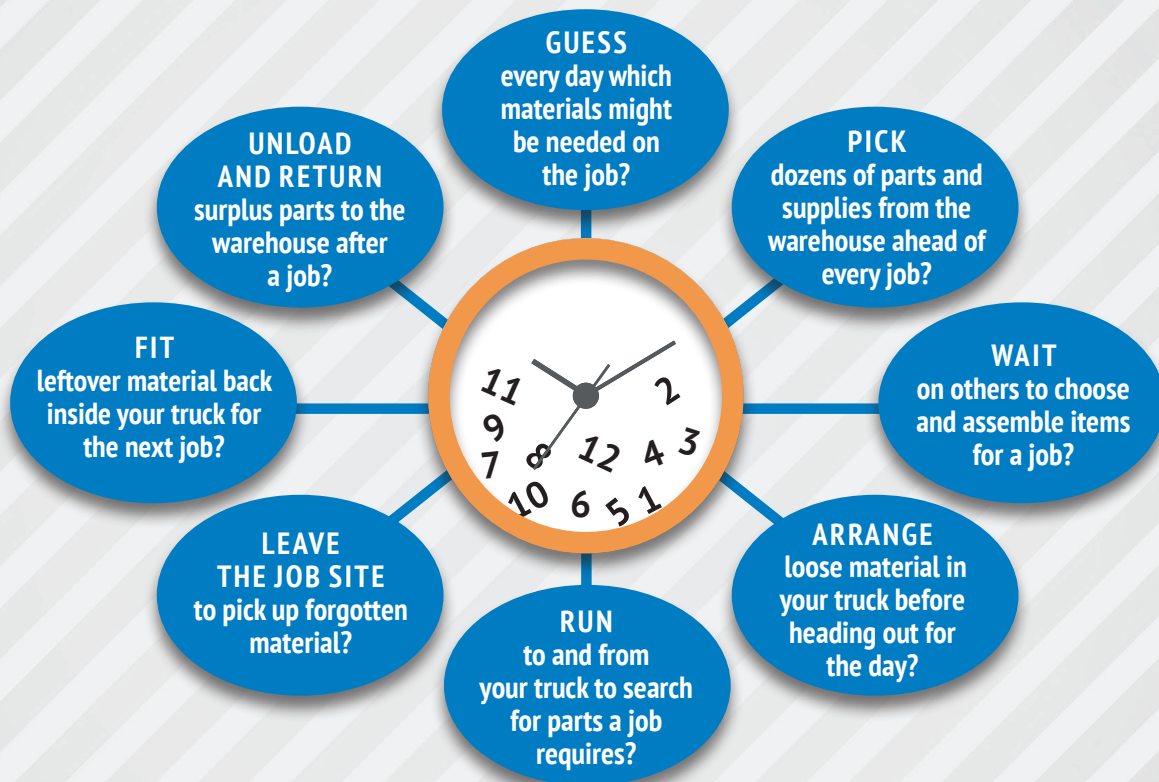 GUESS
every day which
materials might
be needed on
the job?
PICK
dozens of parts and
supplies from the
warehouse ahead of
every job?
WAIT
on others to choose
and assemble items
for a job?
ARRANGE
loose material in
your truck before
heading out for
the day?
RUN
to and from
your truck to search
for parts a job
requires?
LEAVE
THE JOB SITE
to pick up forgotten
material?
FIT
leftover material back
inside your truck for
the next job?
UNLOAD
AND RETURN
surplus parts to the
warehouse after
a job?
11
2
9
3
7
8
12
4
10
6
5
1